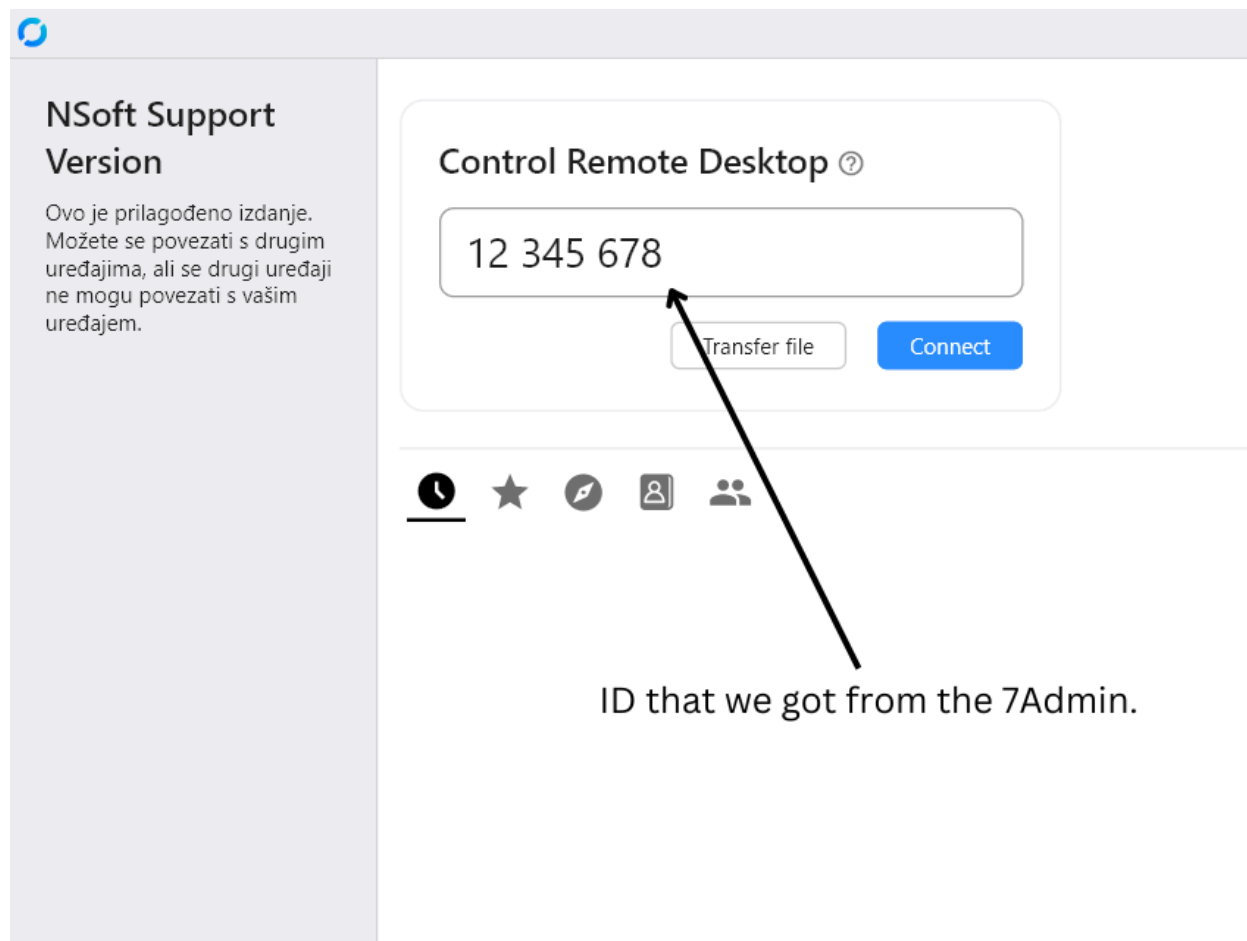 NSoft Support
Version
Ovo je prilagođeno izdanje.
Možete se povezati s drugim
uređajima, ali se drugi uređaji
ne mogu povezati s vašim
uređajem.
Control Remote Desktop ?
12 345 678
Transfer file
Connect
ID that we got from the 7Admin.